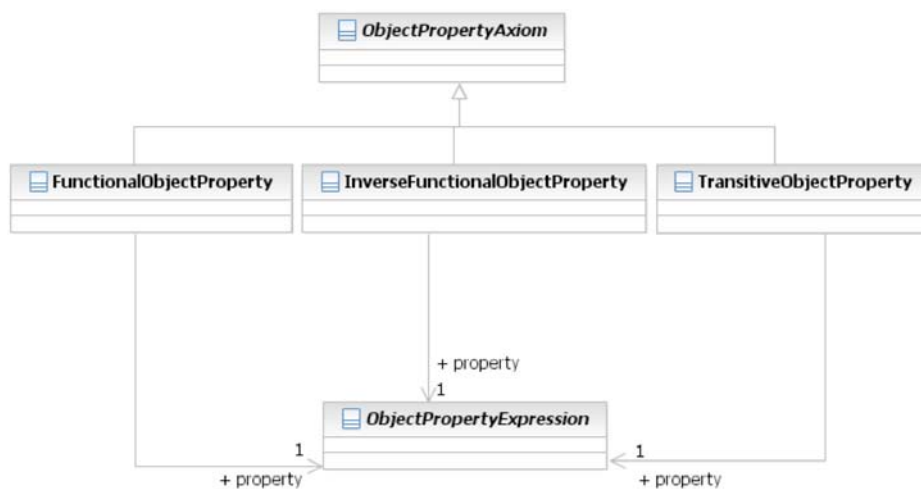 ObjectPropertyAxiom
FunctionalObjectProperty
InverseFunctionalObjectProperty
TransitiveObjectProperty
+ property
1
ObjectPropertyExpression
1
+ property
1
+ property